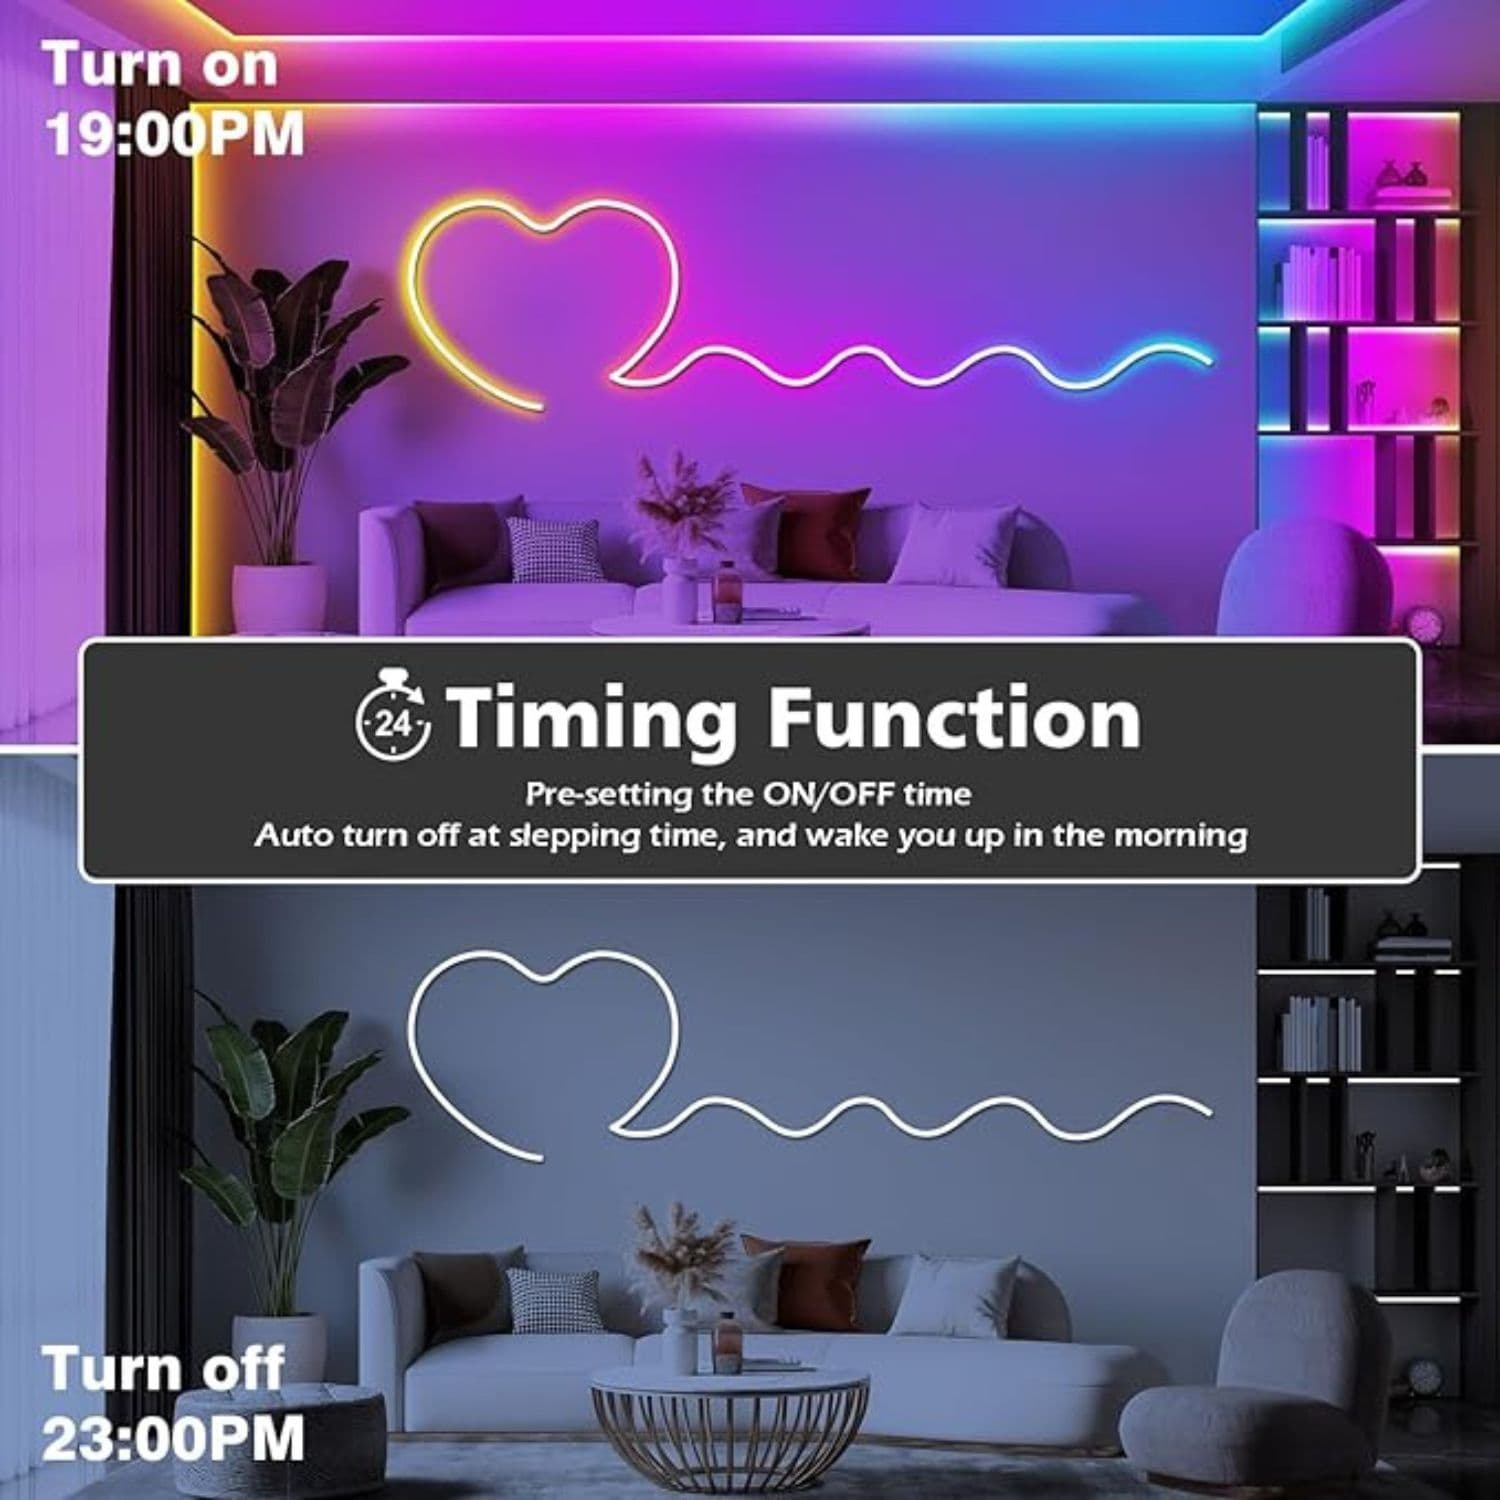 Turn on
19:00PM
24
Timing Function
Pre-setting the ON/OFF time
Auto turn off at slepping time, and wake you up in the morning
Turn off
23:00PM